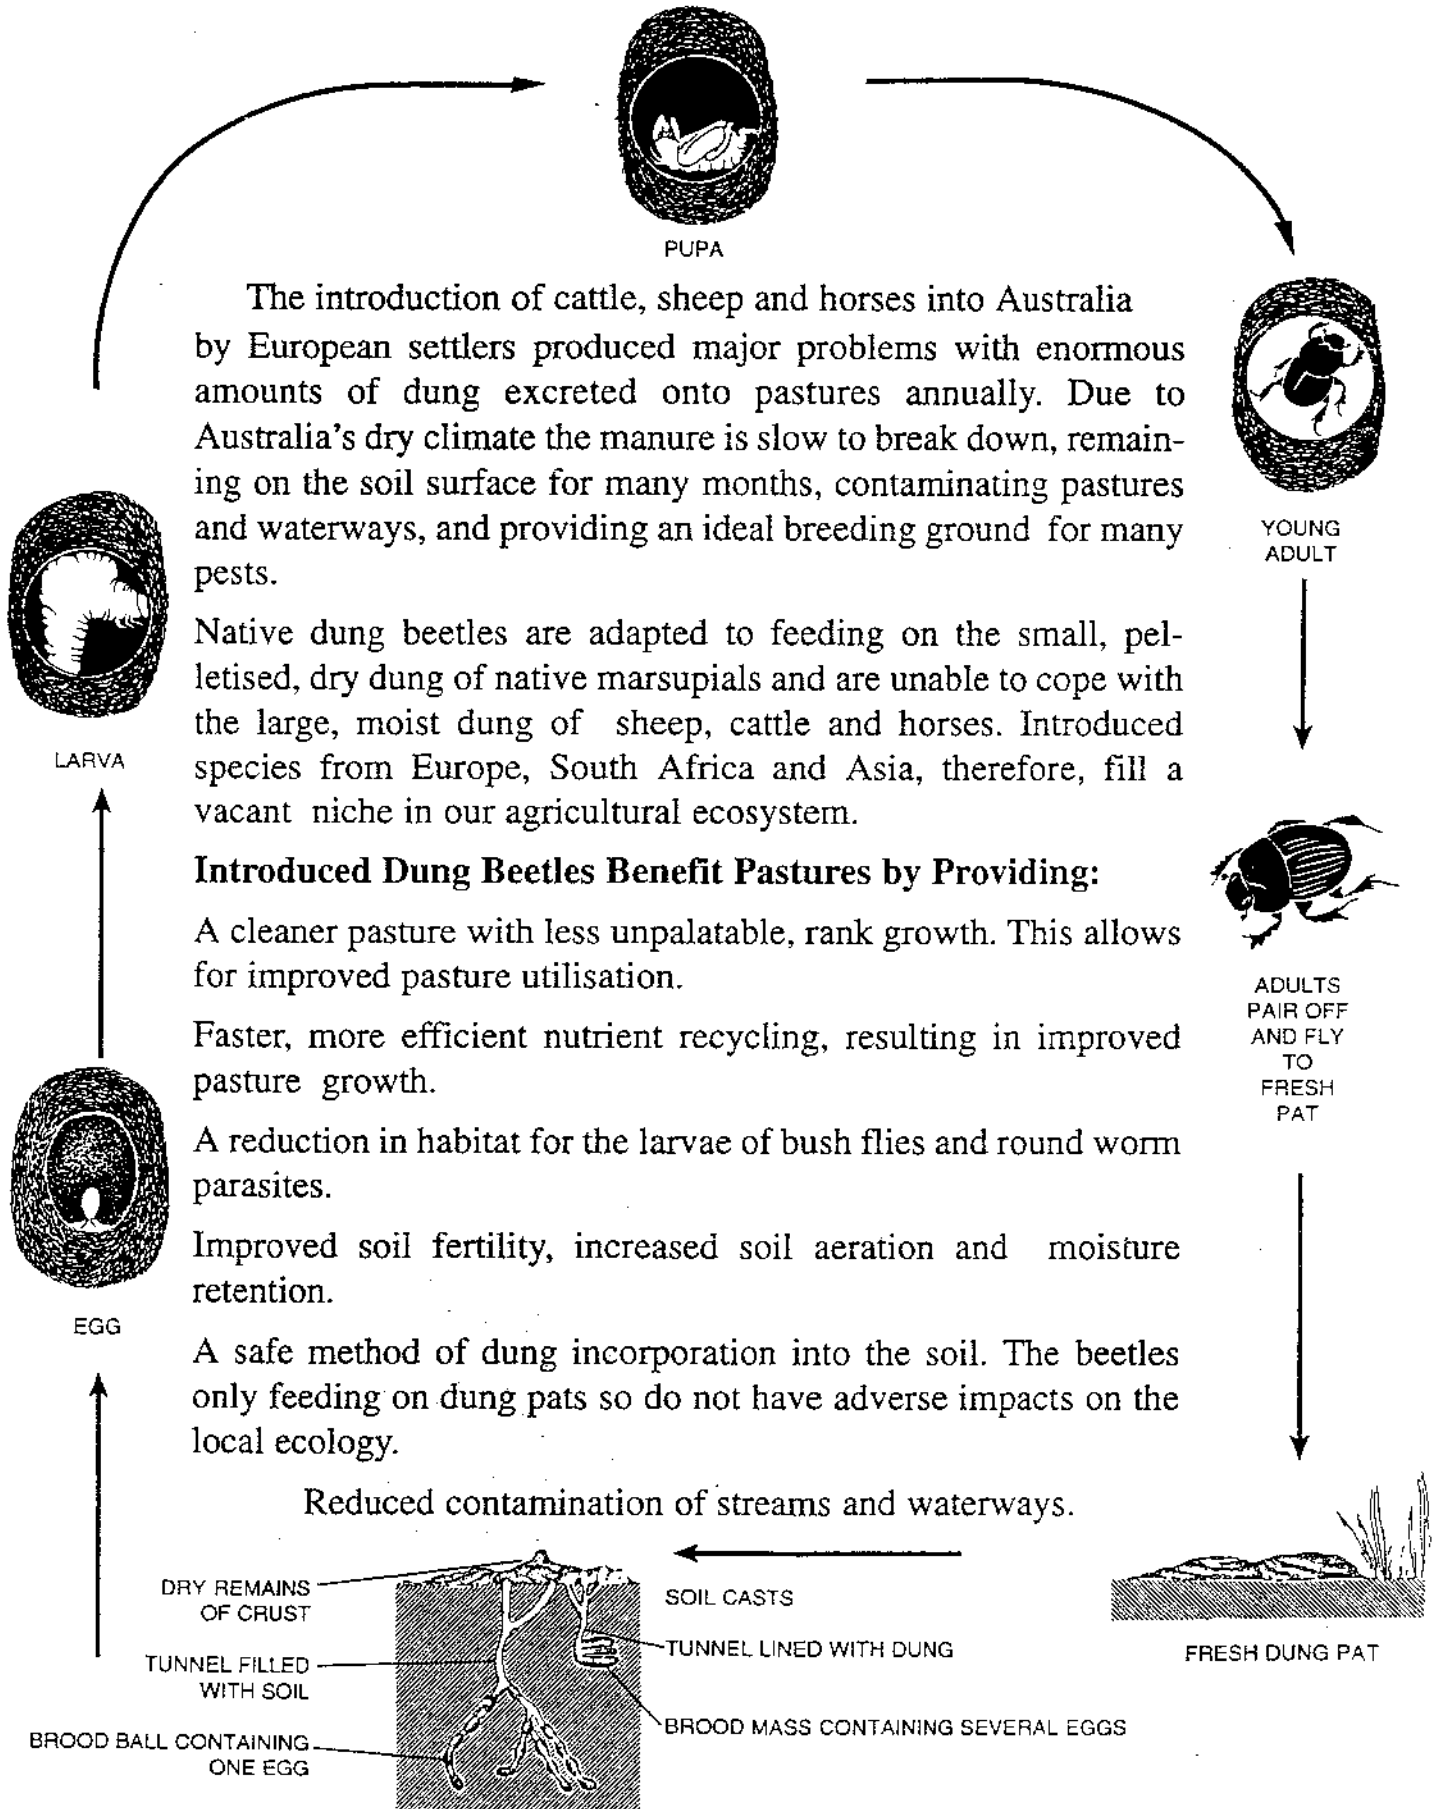 PUPA
The introduction of cattle, sheep and horses into Australia
by European settlers produced major problems with enormous
amounts of dung excreted onto pastures annually. Due to
Australia's dry climate the manure is slow to break down, remain-
ing on the soil surface for many months, contaminating pastures
and waterways, and providing an ideal breeding ground for many
pests.
YOUNG
ADULT
Native dung beetles are adapted to feeding on the small, pel-
letised, dry dung of native marsupials and are unable to cope with
the large, moist dung of sheep, cattle and horses. Introduced
species from Europe, South Africa and Asia, therefore, fill a
vacant niche in our agricultural ecosystem.
LARVA
Introduced Dung Beetles Benefit Pastures by Providing:
A cleaner pasture with less unpalatable, rank growth. This allows
for improved pasture utilisation.
ADULTS
PAIR OFF
AND FLY
TO
FRESH
PAT
Faster, more efficient nutrient recycling, resulting in improved
pasture growth.
A reduction in habitat for the larvae of bush flies and round worm
parasites.
Improved soil fertility, increased soil aeration and moisture
retention.
EGG
A safe method of dung incorporation into the soil. The beetles
only feeding on dung pats so do not have adverse impacts on the
local ecology.
Reduced contamination of streams and waterways.
DRY REMAINS
OF CRUST
SOIL CASTS
TUNNEL LINED WITH DUNG
FRESH DUNG PAT
TUNNEL FILLED
WITH SOIL
BROOD MASS CONTAINING SEVERAL EGGS
BROOD BALL CONTAINING
ONE EGG